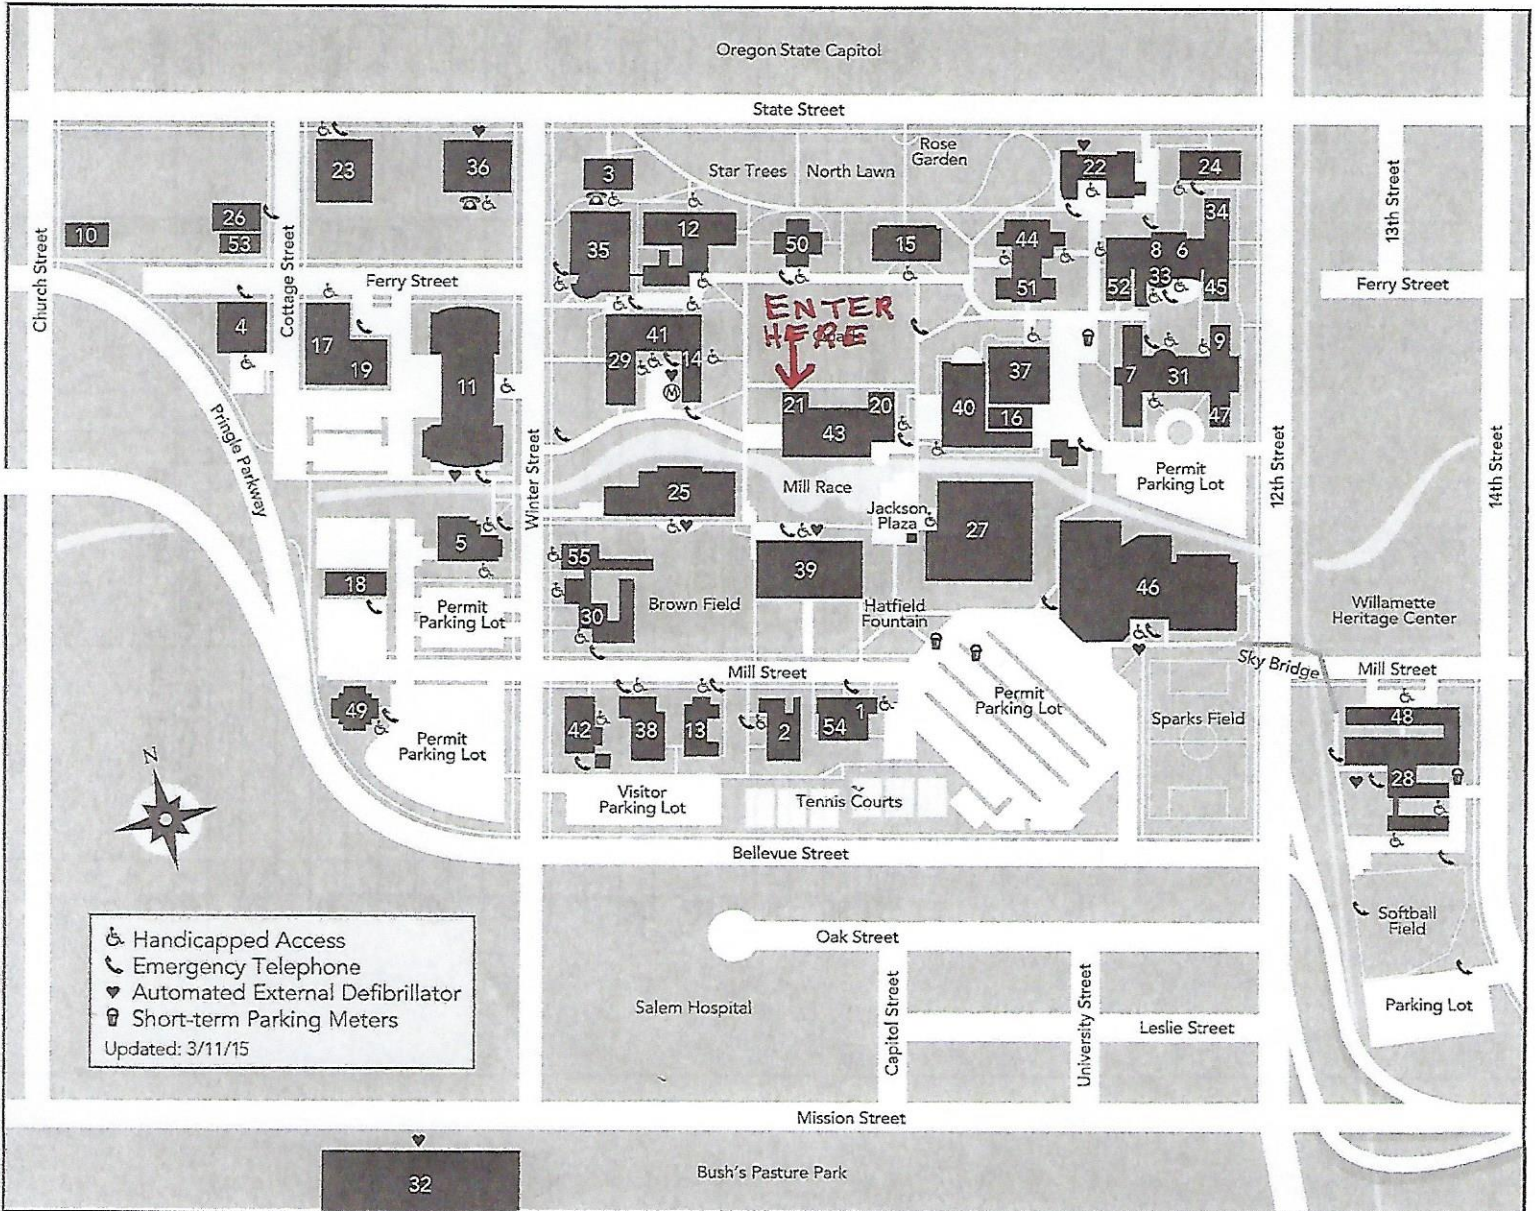 Oregon State Capitol
State Street
Church Street
Cottage Street
Winter Street
12th Street
13th Street
14th Street
Pringle Parkway
23
36
3
Star Trees
North Lawn
Rose
Garden
22
24
10
26
53
35
12
50
15
44
51
34
8
6
33
52
45
Ferry Street
Ferry Street
4
17
19
11
41
29
14
M
ENTER
HERE
21
20
43
40
37
16
7
31
9
47
Permit
Parking Lot
25
Mill Race
Jackson
Plaza
27
5
18
Permit
Parking Lot
55
30
Brown Field
39
Hatfield
Fountain
46
Willamette
Heritage Center
Mill Street
Sky Bridge
Mill Street
49
Permit
Parking Lot
42
38
13
2
54
1
Permit
Parking Lot
Sparks Field
48
28
N
Visitor
Parking Lot
Tennis Courts
Bellevue Street
Handicapped Access
Emergency Telephone
Automated External Defibrillator
Short-term Parking Meters
Updated: 3/11/15
Oak Street
Salem Hospital
Capitol Street
University Street
Leslie Street
Softball
Field
Parking Lot
Mission Street
32
Bush's Pasture Park